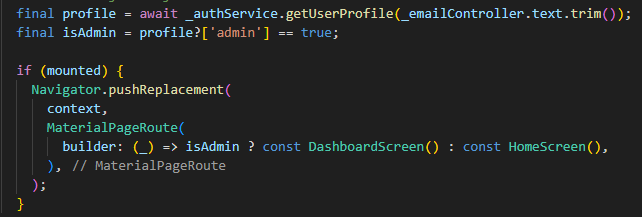 final profile = await _authService.getUserProfile(_emailController.text.trim());
final isAdmin = profile?['admin'] == true;

if (mounted) {
  Navigator.pushReplacement(
    context,
    MaterialPageRoute(
      builder: (_) => isAdmin ? const DashboardScreen() : const HomeScreen(),
    ), // MaterialPageRoute
  );
}